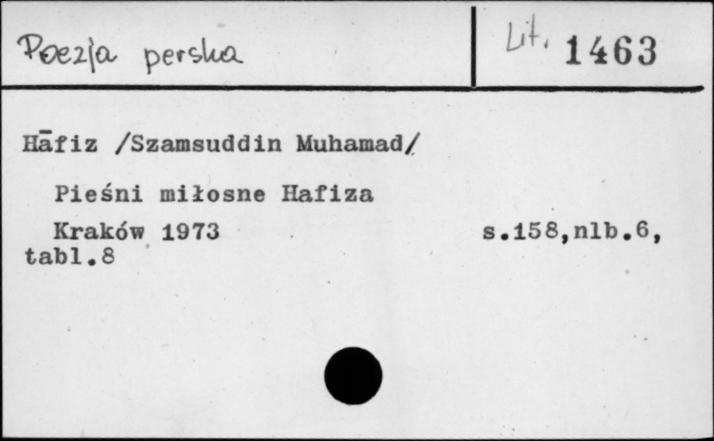 Poezja perska
Lit. 1463
Hāfiz /Szamsuddin Muhamad/
Pieśni miłosne Hafiza
Kraków 1973 s.158,nlb.6,
tabl.8